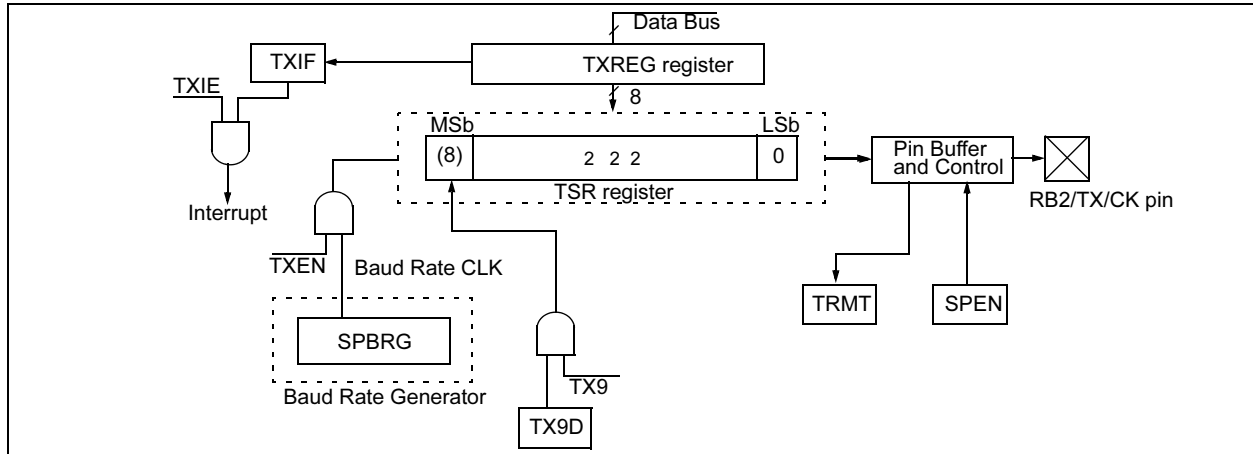 Data Bus
TXIF
TXREG register
TXIE
8
MSb
LSb
(8)
2 2 2
0
Pin Buffer
and Control
TSR register
Interrupt
RB2/TX/CK pin
TXEN
Baud Rate CLK
TRMT
SPEN
SPBRG
TX9
Baud Rate Generator
TX9D